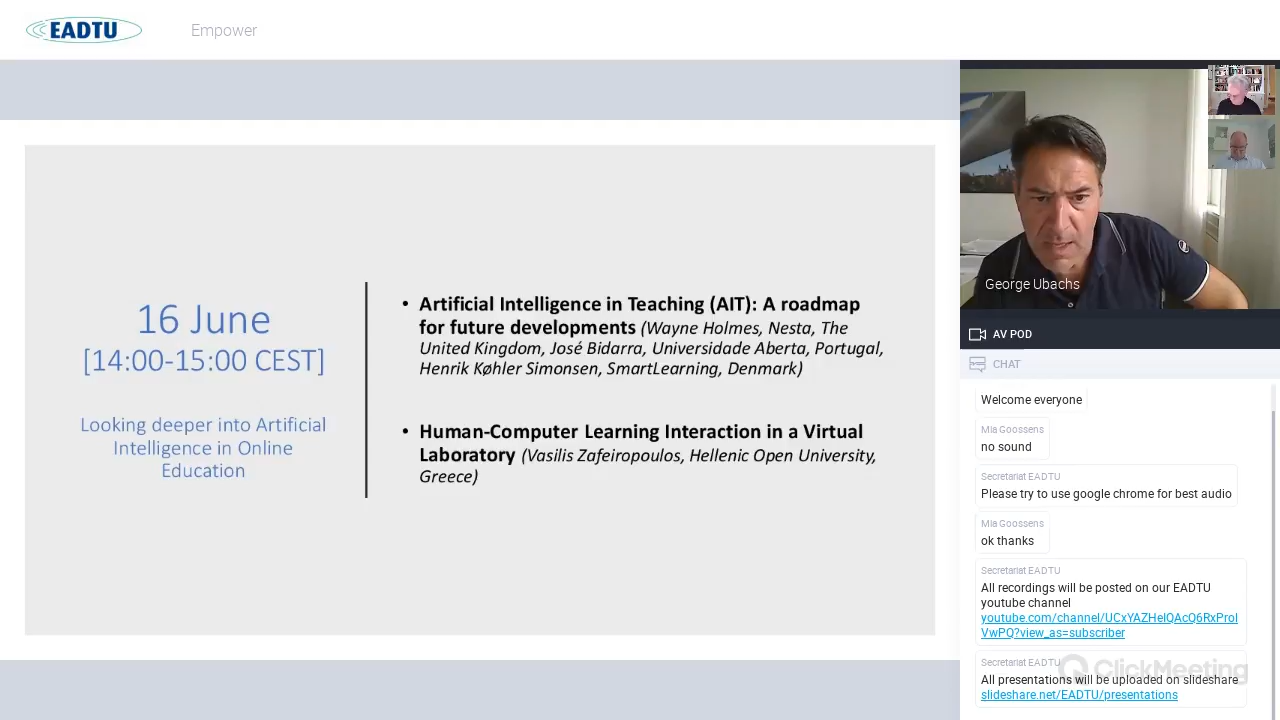 EADTU
Empower
16 June
[14:00-15:00 CEST]
Looking deeper into Artificial
Intelligence in Online
Education
• Artificial Intelligence in Teaching (AIT): A roadmap
for future developments (Wayne Holmes, Nesta, The
United Kingdom, José Bidarra, Universidade Aberta, Portugal,
Henrik Køhler Simonsen, SmartLearning, Denmark)
• Human-Computer Learning Interaction in a Virtual
Laboratory (Vasilis Zafeiropoulos, Hellenic Open University,
Greece)
George Ubachs
AV POD
CHAT
Welcome everyone
Mia Goossens
no sound
Secretariat EADTU
Please try to use google chrome for best audio
Mia Goossens
ok thanks
Secretariat EADTU
All recordings will be posted on our EADTU
youtube channel
youtube.com/channel/UCxYAZHeIQAcQ6RxProI
VwPQ?view_as=subscriber
Secretariat EADTU
ClickMeeting
All presentations will be uploaded on slideshare
slideshare.net/EADTU/presentations